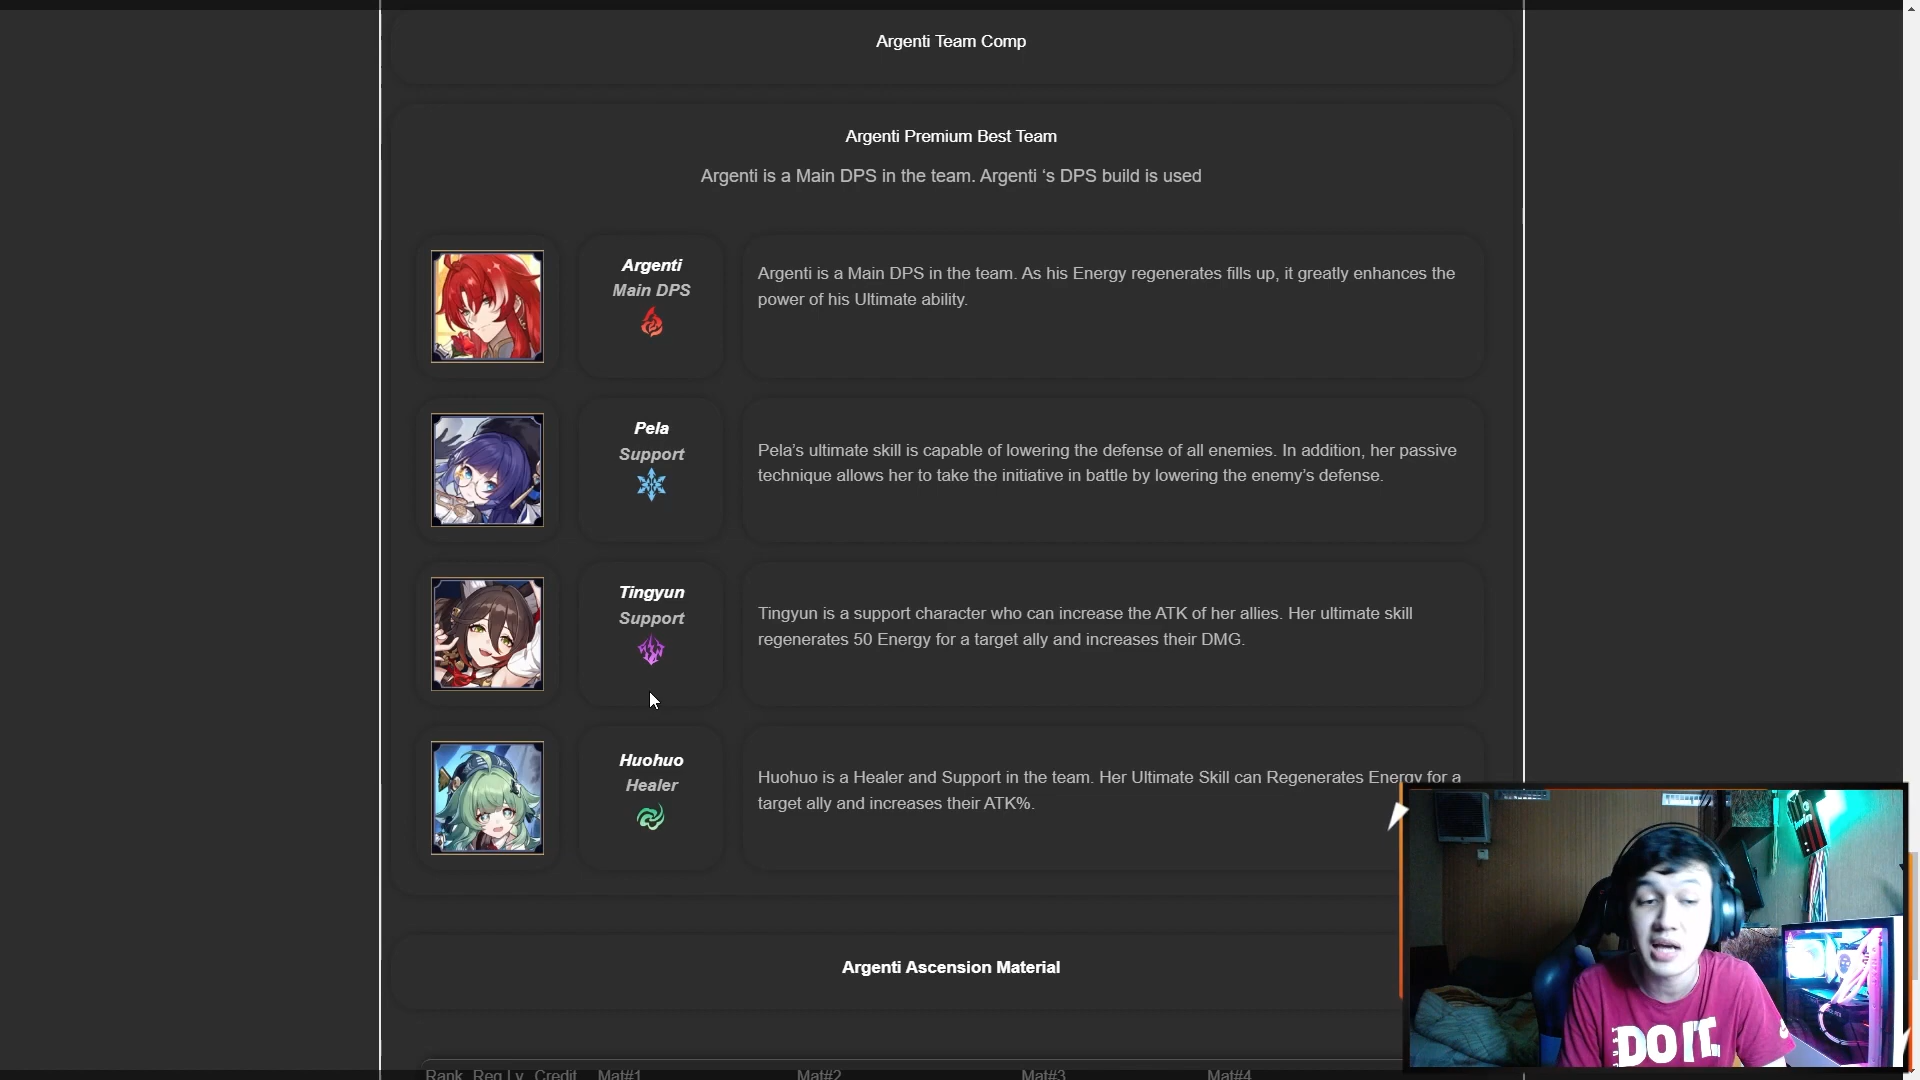 Argenti Team Comp
Argenti Premium Best Team
Argenti is a Main DPS in the team. Argenti ‘s DPS build is used
Argenti
Main DPS
Argenti is a Main DPS in the team. As his Energy regenerates fills up, it greatly enhances the
power of his Ultimate ability.
Pela
Support
Pela’s ultimate skill is capable of lowering the defense of all enemies. In addition, her passive
technique allows her to take the initiative in battle by lowering the enemy’s defense.
Tingyun
Support
Tingyun is a support character who can increase the ATK of her allies. Her ultimate skill
regenerates 50 Energy for a target ally and increases their DMG.
Huohuo
Healer
Huohuo is a Healer and Support in the team. Her Ultimate Skill can Regenerates Energy for a
target ally and increases their ATK%.
Argenti Ascension Material
Rank Req Lv Credit Mat#1 Mat#2 Mat#3 Mat#4
DO IT.